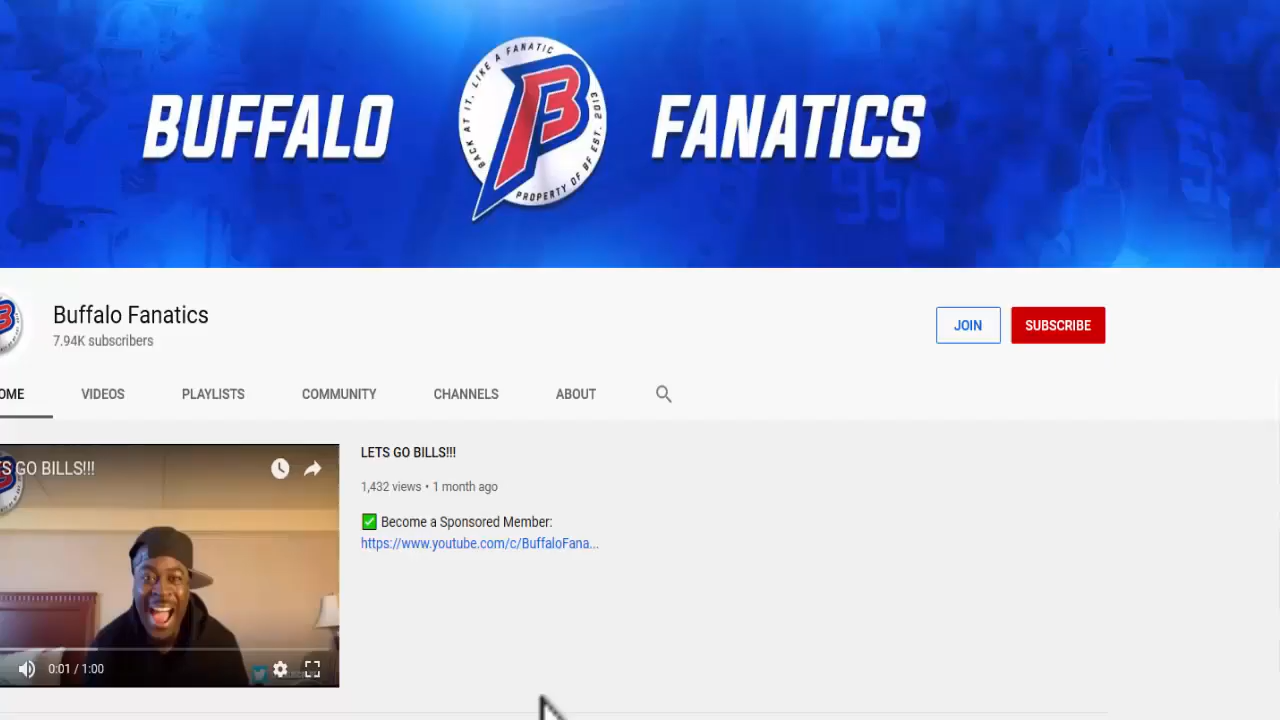 BUFFALO
BACK AT IT. LIKE A FANATIC
PROPERTY OF BF EST. 2013
FANATICS
Buffalo Fanatics
7.94K subscribers
JOIN
SUBSCRIBE
OME
VIDEOS
PLAYLISTS
COMMUNITY
CHANNELS
ABOUT
TS GO BILLS!!!
0:01 / 1:00
LETS GO BILLS!!!
1,432 views • 1 month ago
✅ Become a Sponsored Member:
https://www.youtube.com/c/BuffaloFana...